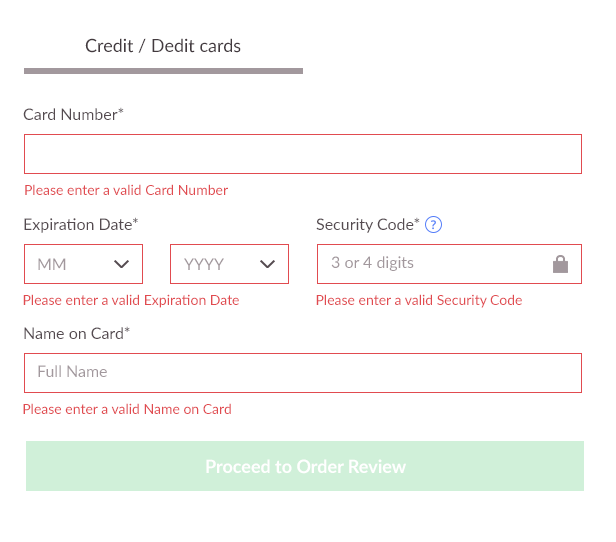 Credit / Dedit cards
Card Number*
Please enter a valid Card Number
Expiration Date*
Security Code* ?
MM
YYYY
3 or 4 digits
Please enter a valid Expiration Date
Please enter a valid Security Code
Name on Card*
Full Name
Please enter a valid Name on Card
Proceed to Order Review